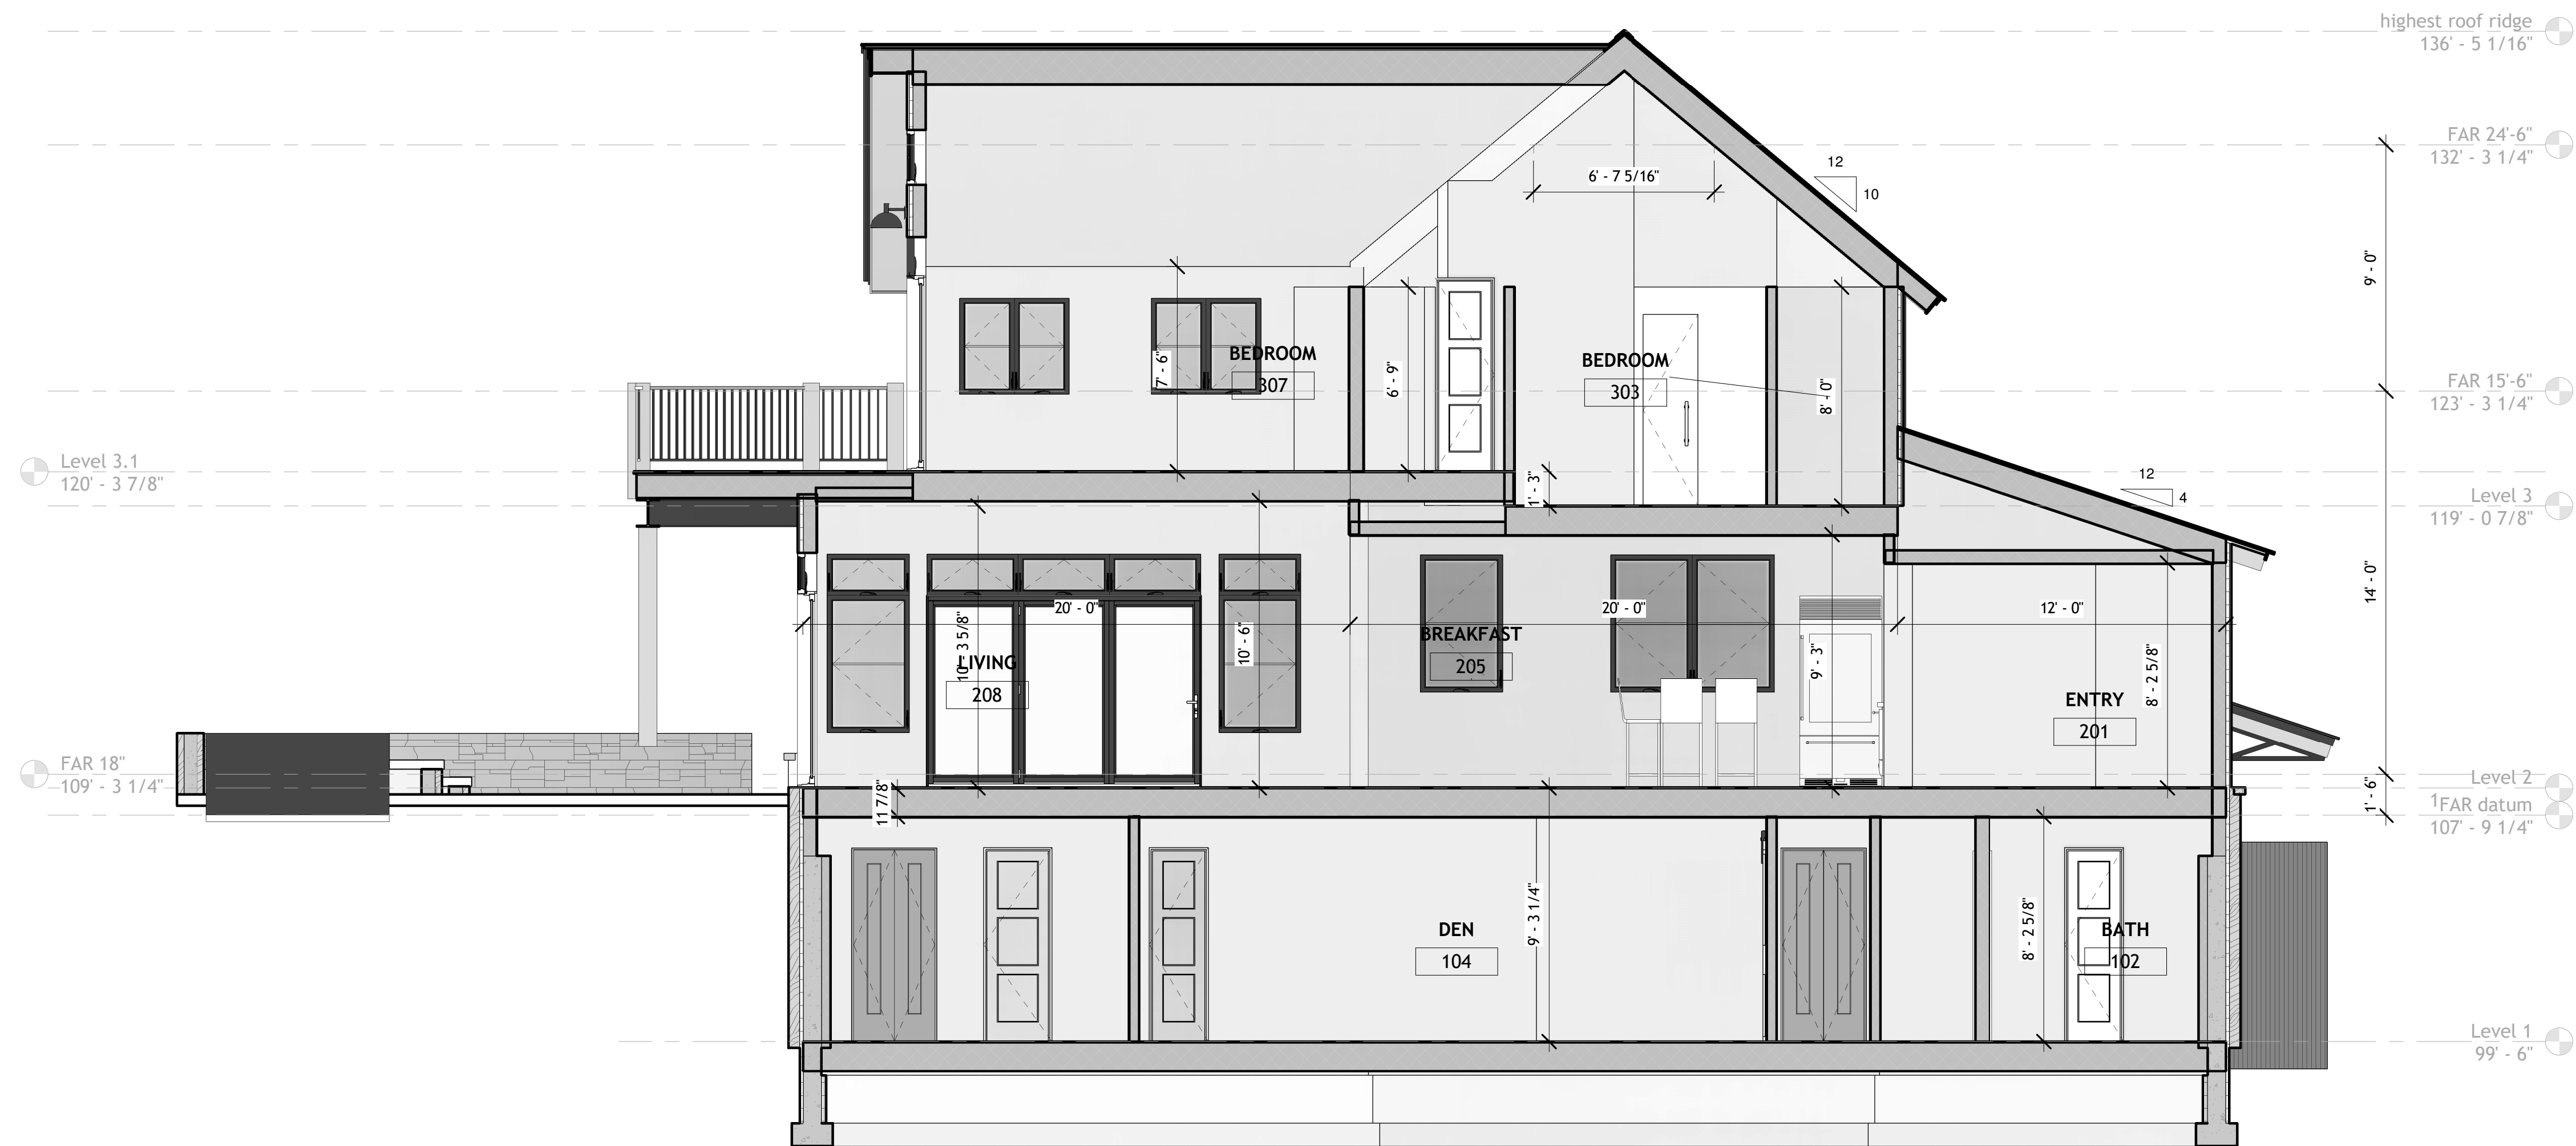 highest roof ridge
136' - 5 1/16"
FAR 24'-6"
132' - 3 1/4"
12
10
6' - 7 5/16"
9' - 0"
BEDROOM
307
7' - 6"
6' - 9"
BEDROOM
303
8' - 0"
FAR 15'-6"
123' - 3 1/4"
Level 3.1
120' - 3 7/8"
1' - 3"
12
4
Level 3
119' - 0 7/8"
14' - 0"
20' - 0"
20' - 0"
12' - 0"
10' - 3 5/8"
LIVING
208
10' - 6"
BREAKFAST
205
9' - 3"
8' - 2 5/8"
ENTRY
201
FAR 18"
109' - 3 1/4"
11 7/8"
Level 2
1' - 6"
1FAR datum
107' - 9 1/4"
DEN
104
9' - 3 1/4"
8' - 2 5/8"
BATH
102
Level 1
99' - 6"